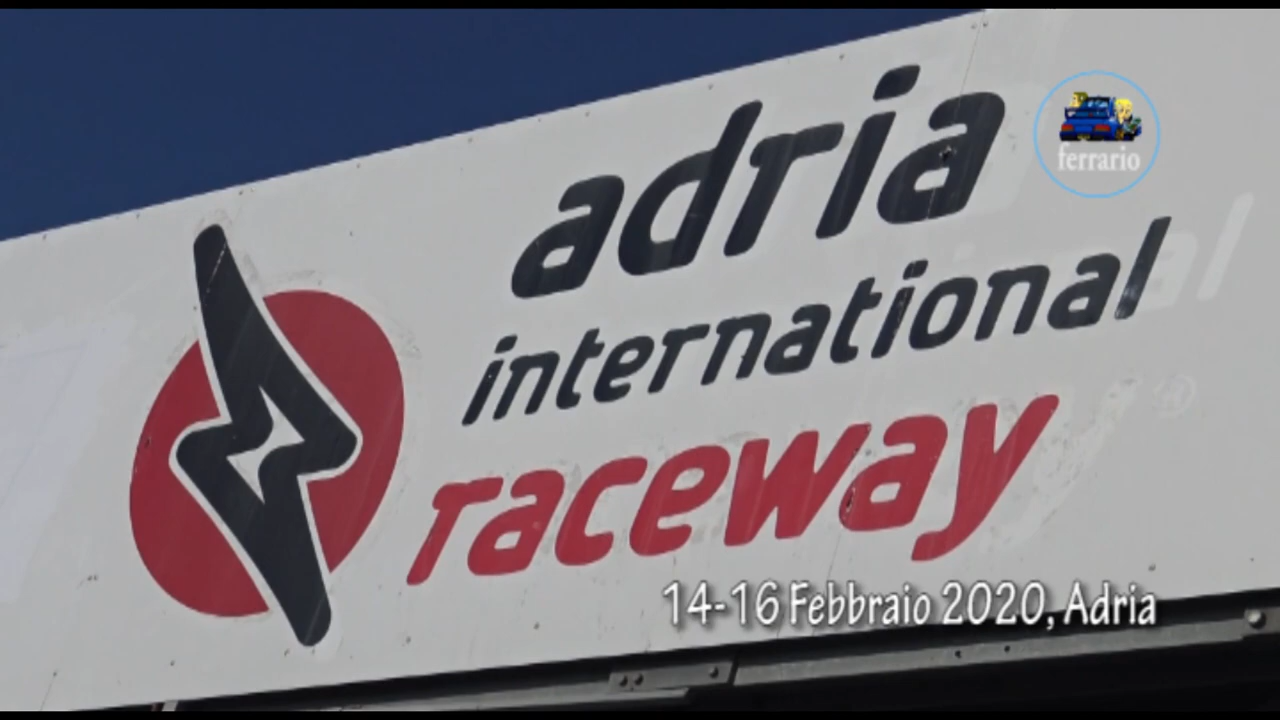 adria
ferrario
international
raceway
14-16 Febbraio 2020, Adria